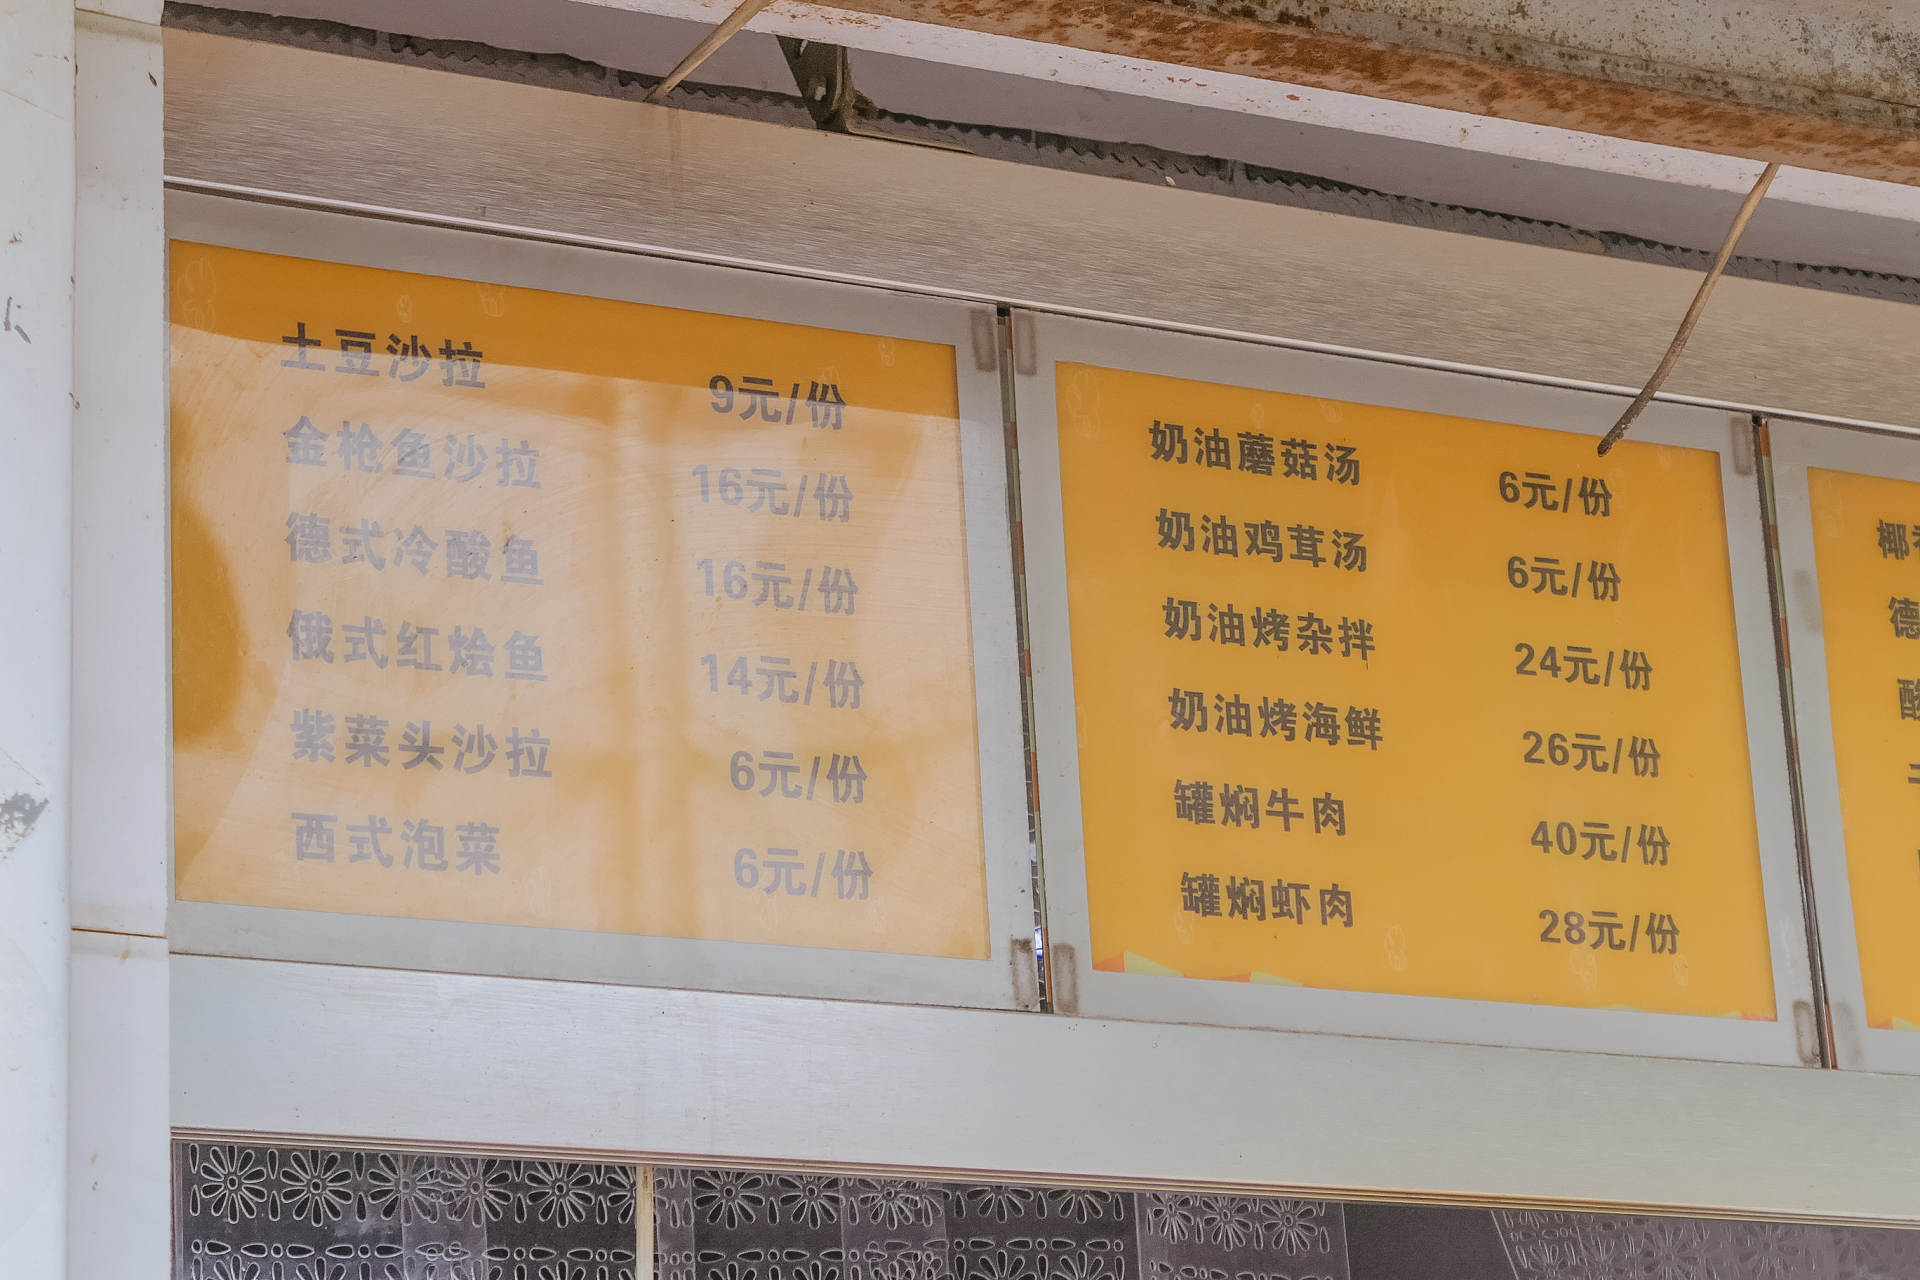 土豆沙拉 9元/份
金枪鱼沙拉 16元/份
德式冷酸鱼 16元/份
俄式红烩鱼 14元/份
紫菜头沙拉 6元/份
西式泡菜 6元/份
奶油蘑菇汤 6元/份
奶油鸡茸汤 6元/份
奶油烤杂拌 24元/份
奶油烤海鲜 26元/份
罐焖牛肉 40元/份
罐焖虾肉 28元/份
椰
德